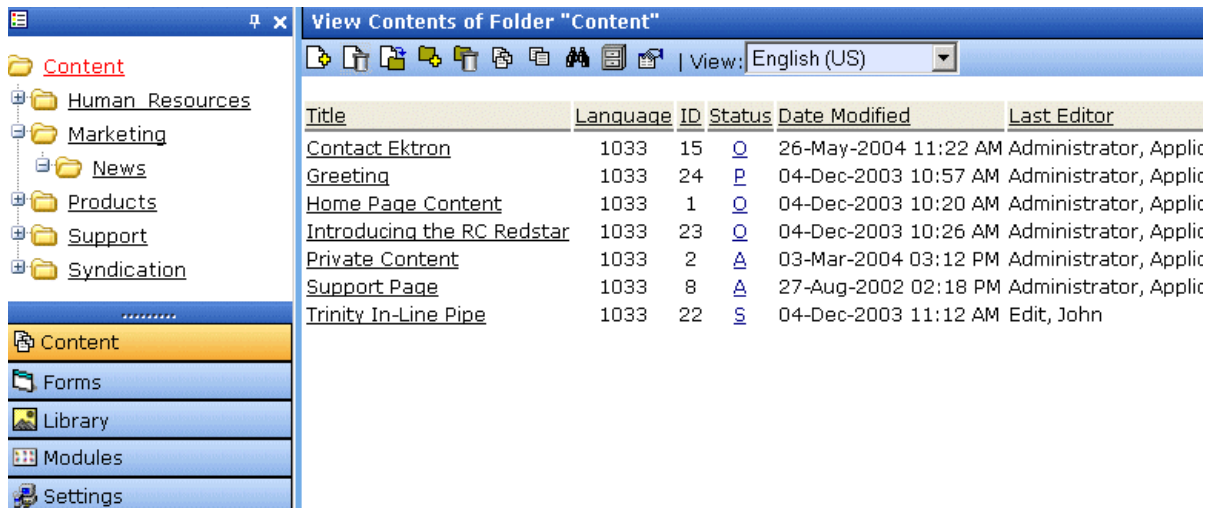 View Contents of Folder "Content"
| View: English (US)
Content
Human Resources
Marketing
News
Products
Support
Syndication
Content
Forms
Library
Modules
Settings
Title Language ID Status Date Modified Last Editor
Contact Ektron 1033 15 O 26-May-2004 11:22 AM Administrator, Applic
Greeting 1033 24 P 04-Dec-2003 10:57 AM Administrator, Applic
Home Page Content 1033 1 O 04-Dec-2003 10:20 AM Administrator, Applic
Introducing the RC Redstar 1033 23 O 04-Dec-2003 10:26 AM Administrator, Applic
Private Content 1033 2 A 03-Mar-2004 03:12 PM Administrator, Applic
Support Page 1033 8 A 27-Aug-2002 02:18 PM Administrator, Applic
Trinity In-Line Pipe 1033 22 S 04-Dec-2003 11:12 AM Edit, John